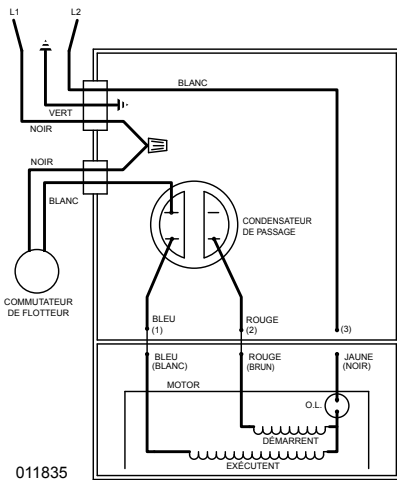 L1
L2
BLANC
VERT
NOIR
NOIR
BLANC
CONDENSATEUR
DE PASSAGE
COMMUTATEUR
DE FLOTTEUR
BLEU
(1)
ROUGE
(2)
(3)
BLEU
(BLANC)
ROUGE
(BRUN)
JAUNE
(NOIR)
MOTOR
O.L.
DÉMARRENT
EXÉCUTENT
011835